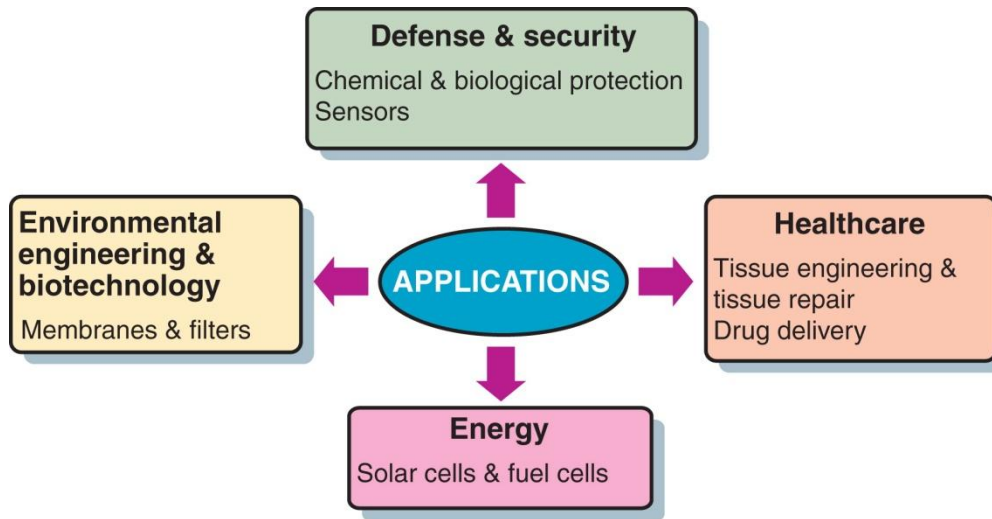 Defense & security
Chemical & biological protection
Sensors
Environmental
engineering &
biotechnology
Membranes & filters
APPLICATIONS
Healthcare
Tissue engineering &
tissue repair
Drug delivery
Energy
Solar cells & fuel cells